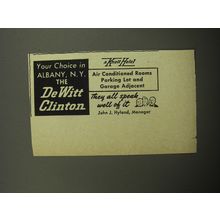 Your Choice in
ALBANY, N.Y.
THE
DeWitt
Clinton
a Knott Hotel
Air Conditioned Rooms
Parking Lot and
Garage Adjacent
They all speak
well of it
John J. Hyland, Manager